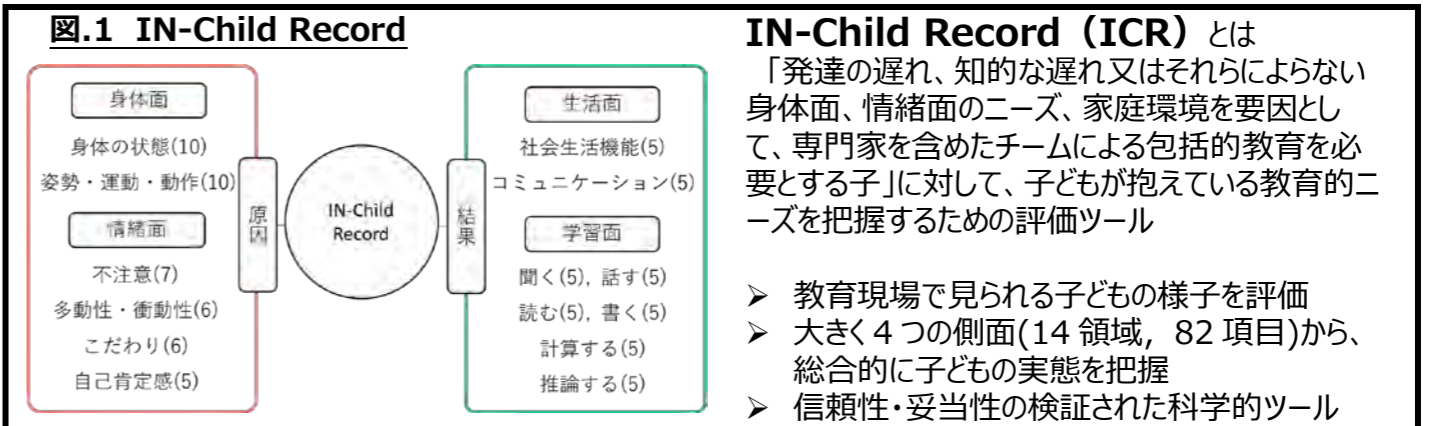 図.1 IN-Child Record
身体面
身体の状態(10)
姿勢・運動・動作(10)
情緒面
不注意(7)
多動性・衝動性(6)
こだわり(6)
自己肯定感(5)
原因
IN-Child
Record
結果
生活面
社会生活機能(5)
コミュニケーション(5)
学習面
聞く(5), 話す(5)
読む(5), 書く(5)
計算する(5)
推論する(5)
IN-Child Record（ICR）とは
「発達の遅れ、知的な遅れ又はそれらによらない
身体面、情緒面のニーズ、家庭環境を要因とし
て、専門家を含めたチームによる包括的教育を必
要とする子」に対して、子どもが抱えている教育的ニ
ーズを把握するための評価ツール
➢ 教育現場で見られる子どもの様子を評価
➢ 大きく４つの側面(14 領域, 82 項目)から、
総合的に子どもの実態を把握
➢ 信頼性・妥当性の検証された科学的ツール